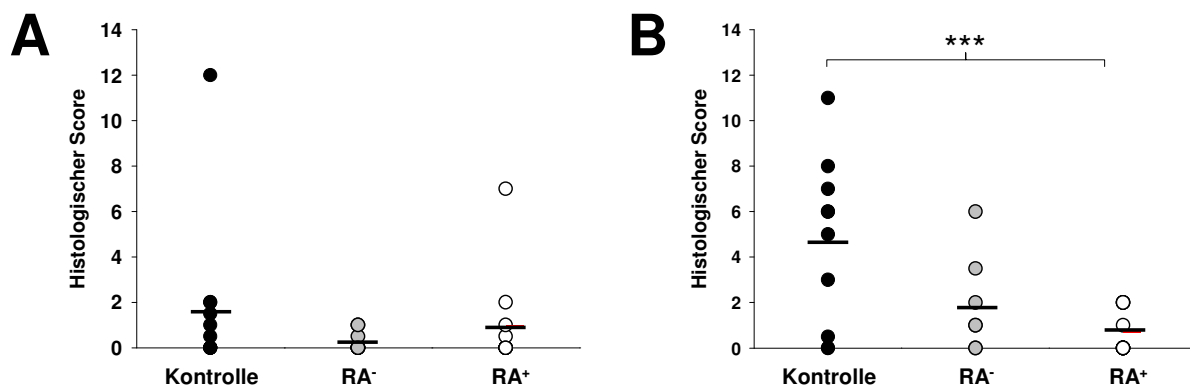 A
Histologischer Score
14
12
10
8
6
4
2
0
Kontrolle RA⁻ RA⁺
B
***
Histologischer Score
14
12
10
8
6
4
2
0
Kontrolle RA⁻ RA⁺